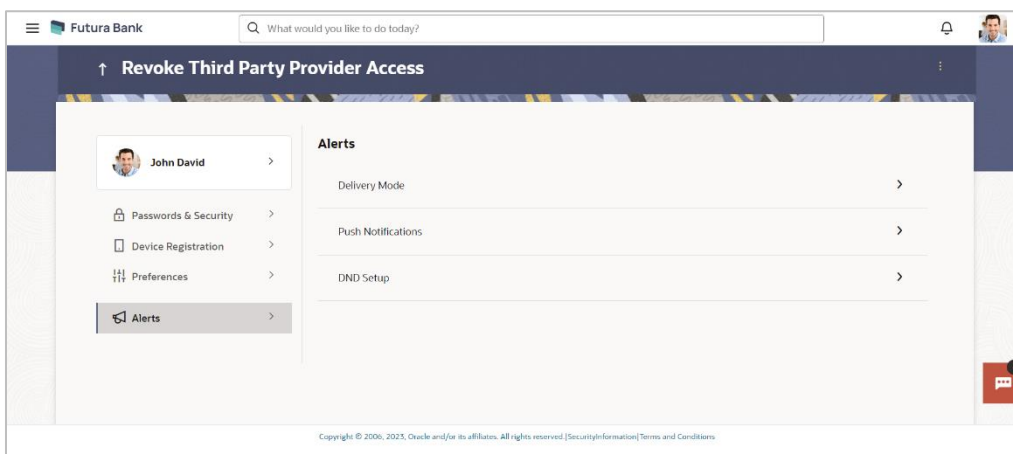 Futura Bank
What would you like to do today?
Revoke Third Party Provider Access
John David
Passwords & Security
Device Registration
Preferences
Alerts
Alerts
Delivery Mode
Push Notifications
DND Setup
Copyright © 2006, 2023, Oracle and/or its affiliates. All rights reserved.|SecurityInformation|Terms and Conditions